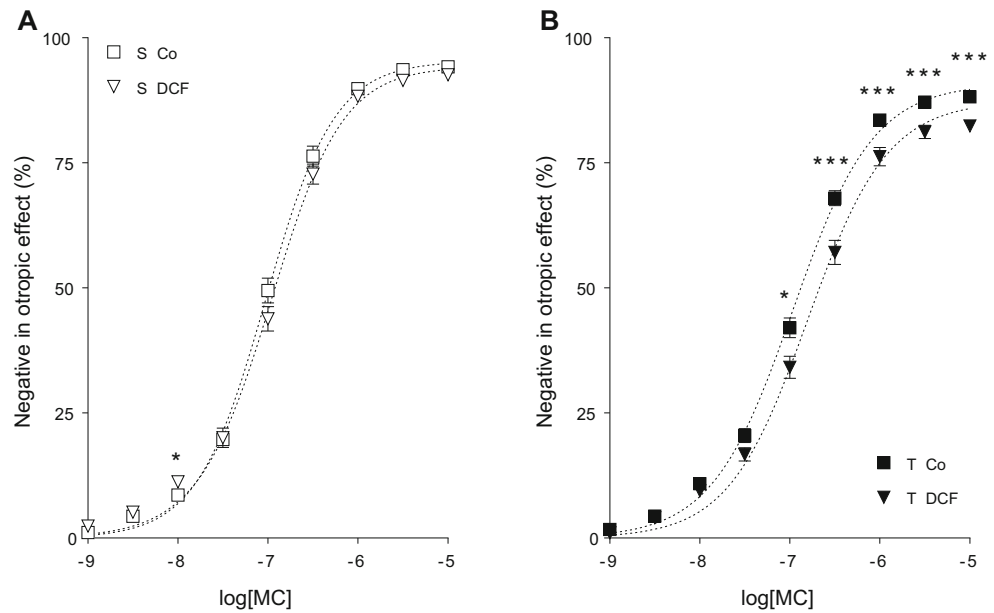 A
S Co
S DCF
100
75
50
25
0
Negative in otropic effect (%)
*
-9 -8 -7 -6 -5
log[MC]
B
100
75
50
25
0
Negative in otropic effect (%)
* *** *** *** ***
T Co
T DCF
-9 -8 -7 -6 -5
log[MC]